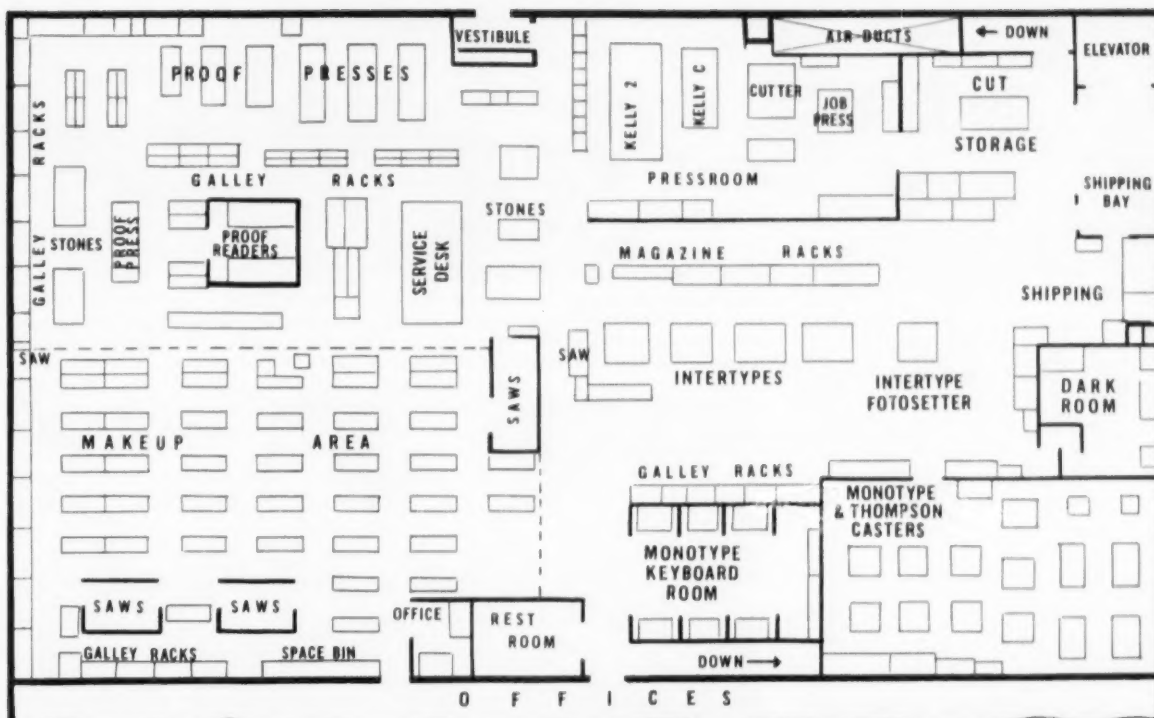 VESTIBULE
AIR DUCTS
← DOWN
ELEVATOR
PROOF PRESSES
KELLY 2
KELLY C
CUTTER
JOB
PRESS
CUT
STORAGE
GALLEY RACKS
GALLEY RACKS
PRESSROOM
SHIPPING
BAY
STONES
PROOF
PRESS
PROOF
READERS
SERVICE
DESK
STONES
MAGAZINE RACKS
SHIPPING
SAW
SAW
SAWS
INTERTYPES
INTERTYPE
FOTOSETTER
DARK
ROOM
MAKEUP AREA
GALLEY RACKS
MONOTYPE
& THOMPSON
CASTERS
MONOTYPE
KEYBOARD
ROOM
SAWS
SAWS
OFFICE
REST
ROOM
GALLEY RACKS
SPACE BIN
DOWN →
OFFICES